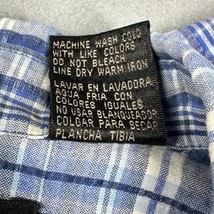 MACHINE WASH COLD
WITH LIKE COLORS
DO NOT BLEACH
LINE DRY WARM IRON
LAVAR EN LAVADORA
AGUA FRIA CON
COLORES IGUALES
NO USAR BLANQUEADOR
COLGAR PARA SECAR
PLANCHA TIBIA